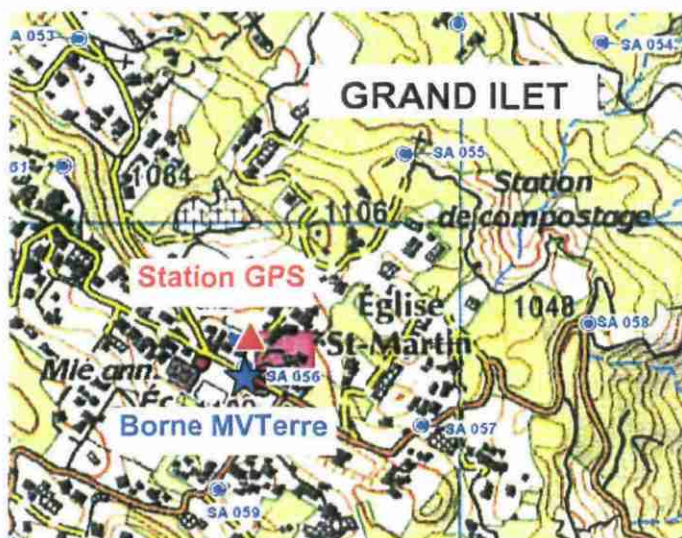 A 053
SA 054
GRAND ILET
SA 055
61
1084
Station
de compostage
1106
Station GPS
Église
St-Martin
1048
SA 058
Mie ann.
SA 056
Borne MVTerre
SA 057
SA 059